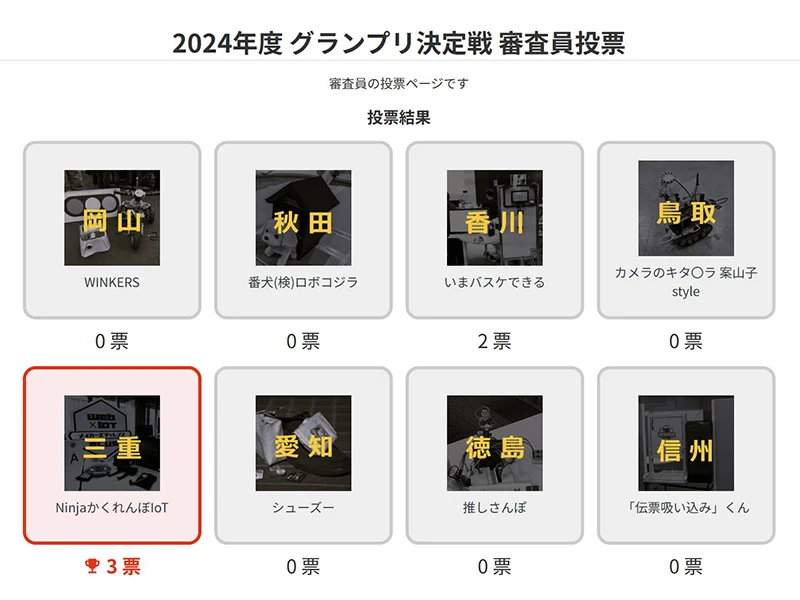 2024年度 グランプリ決定戦 審査員投票
審査員の投票ページです
投票結果
岡山
WINKERS
0 票
秋田
番犬(検)ロボコジラ
0 票
香川
いまバスケできる
2 票
鳥取
カメラのキタ〇ラ 案山子
style
0 票
WEB
×IoT
三重
NinjaかくれんぼIoT
3 票
愛知
シューズー
0 票
徳島
推しさんぽ
0 票
信州
「伝票吸い込み」くん
0 票